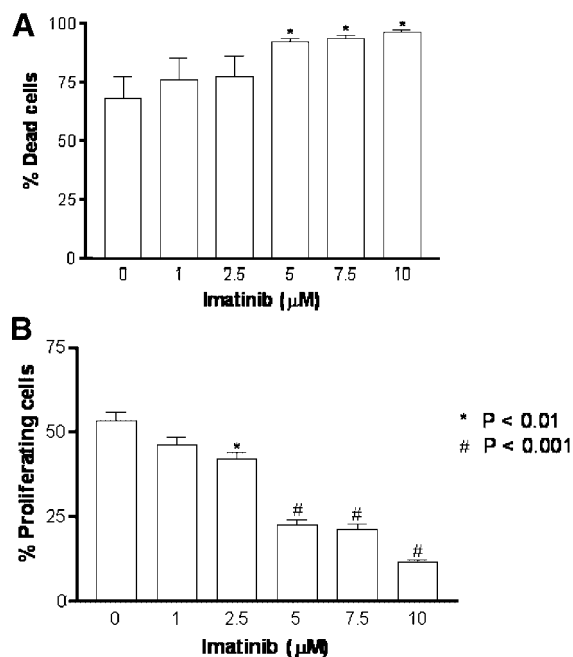 A
100
75
50
25
0
% Dead cells
* * *
0 1 2.5 5 7.5 10
Imatinib (μM)
B
75
50
25
0
% Proliferating cells
* # # #
0 1 2.5 5 7.5 10
Imatinib (μM)
* P < 0.01
# P < 0.001